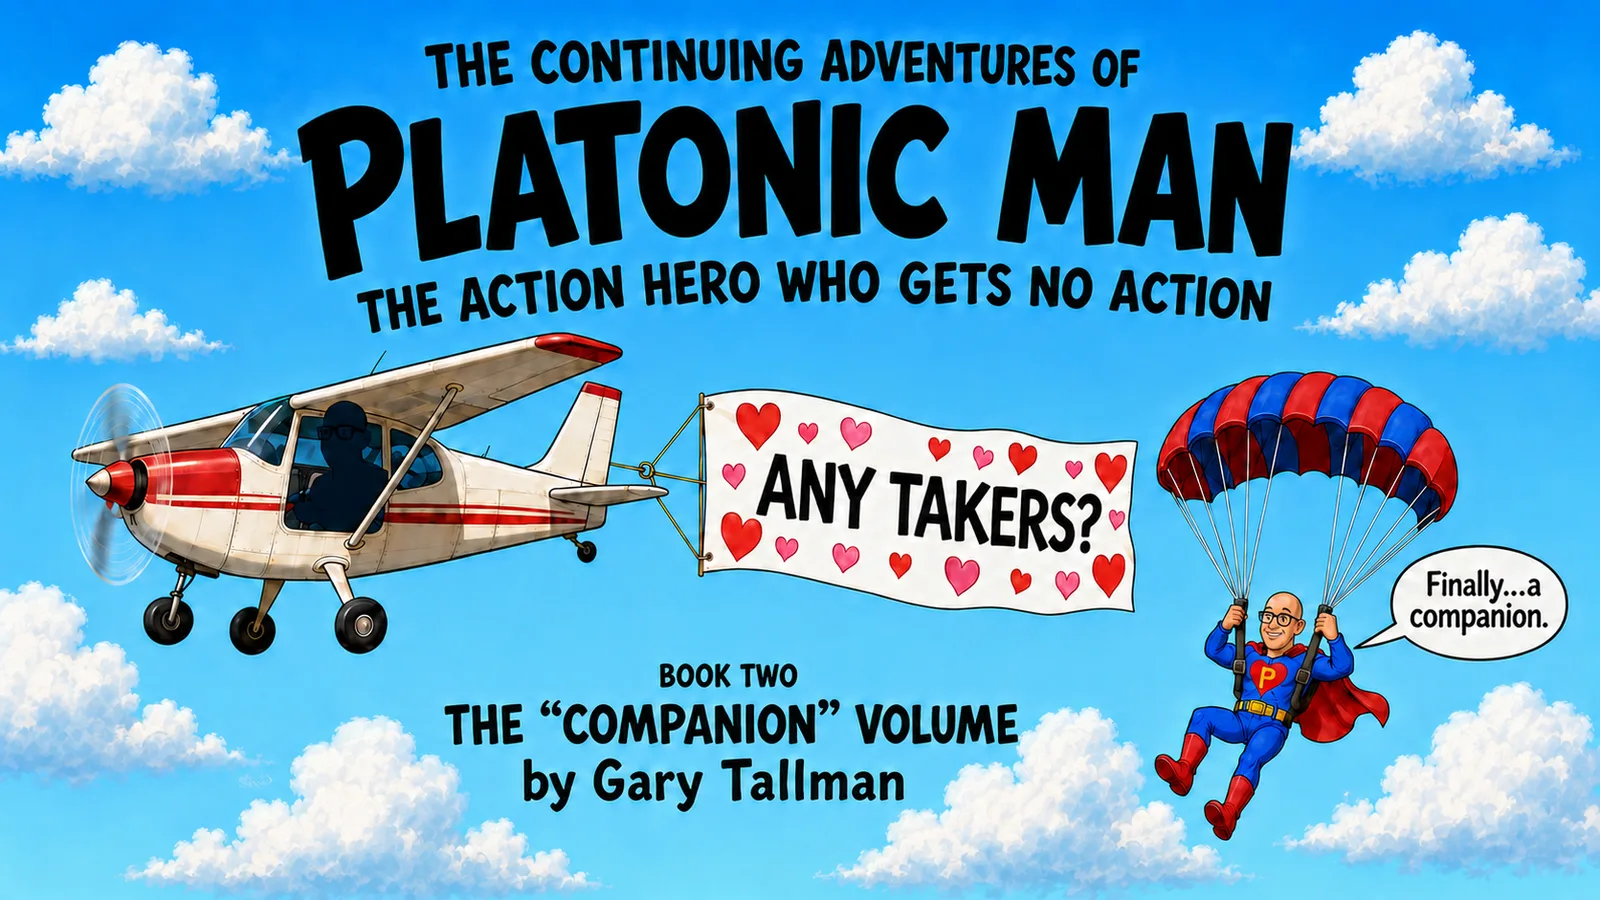 THE CONTINUING ADVENTURES OF
PLATONIC MAN
THE ACTION HERO WHO GETS NO ACTION
ANY TAKERS?
Finally...a
companion.
P
BOOK TWO
THE “COMPANION” VOLUME
by Gary Tallman